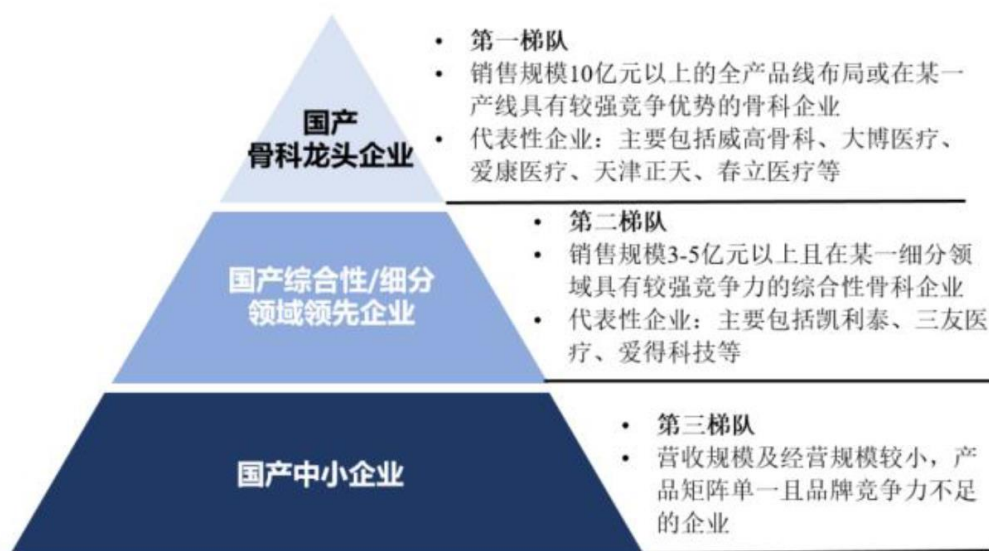 国产
骨科龙头企业
• 第一梯队
• 销售规模10亿元以上的全产品线布局或在某一
产线具有较强竞争优势的骨科企业
• 代表性企业：主要包括威高骨科、大博医疗、
爱康医疗、天津正天、春立医疗等
国产综合性/细分
领域领先企业
• 第二梯队
• 销售规模3-5亿元以上且在某一细分领
域具有较强竞争力的综合性骨科企业
• 代表性企业：主要包括凯利泰、三友医
疗、爱得科技等
国产中小企业
• 第三梯队
• 营收规模及经营规模较小，产
品矩阵单一且品牌竞争力不足
的企业